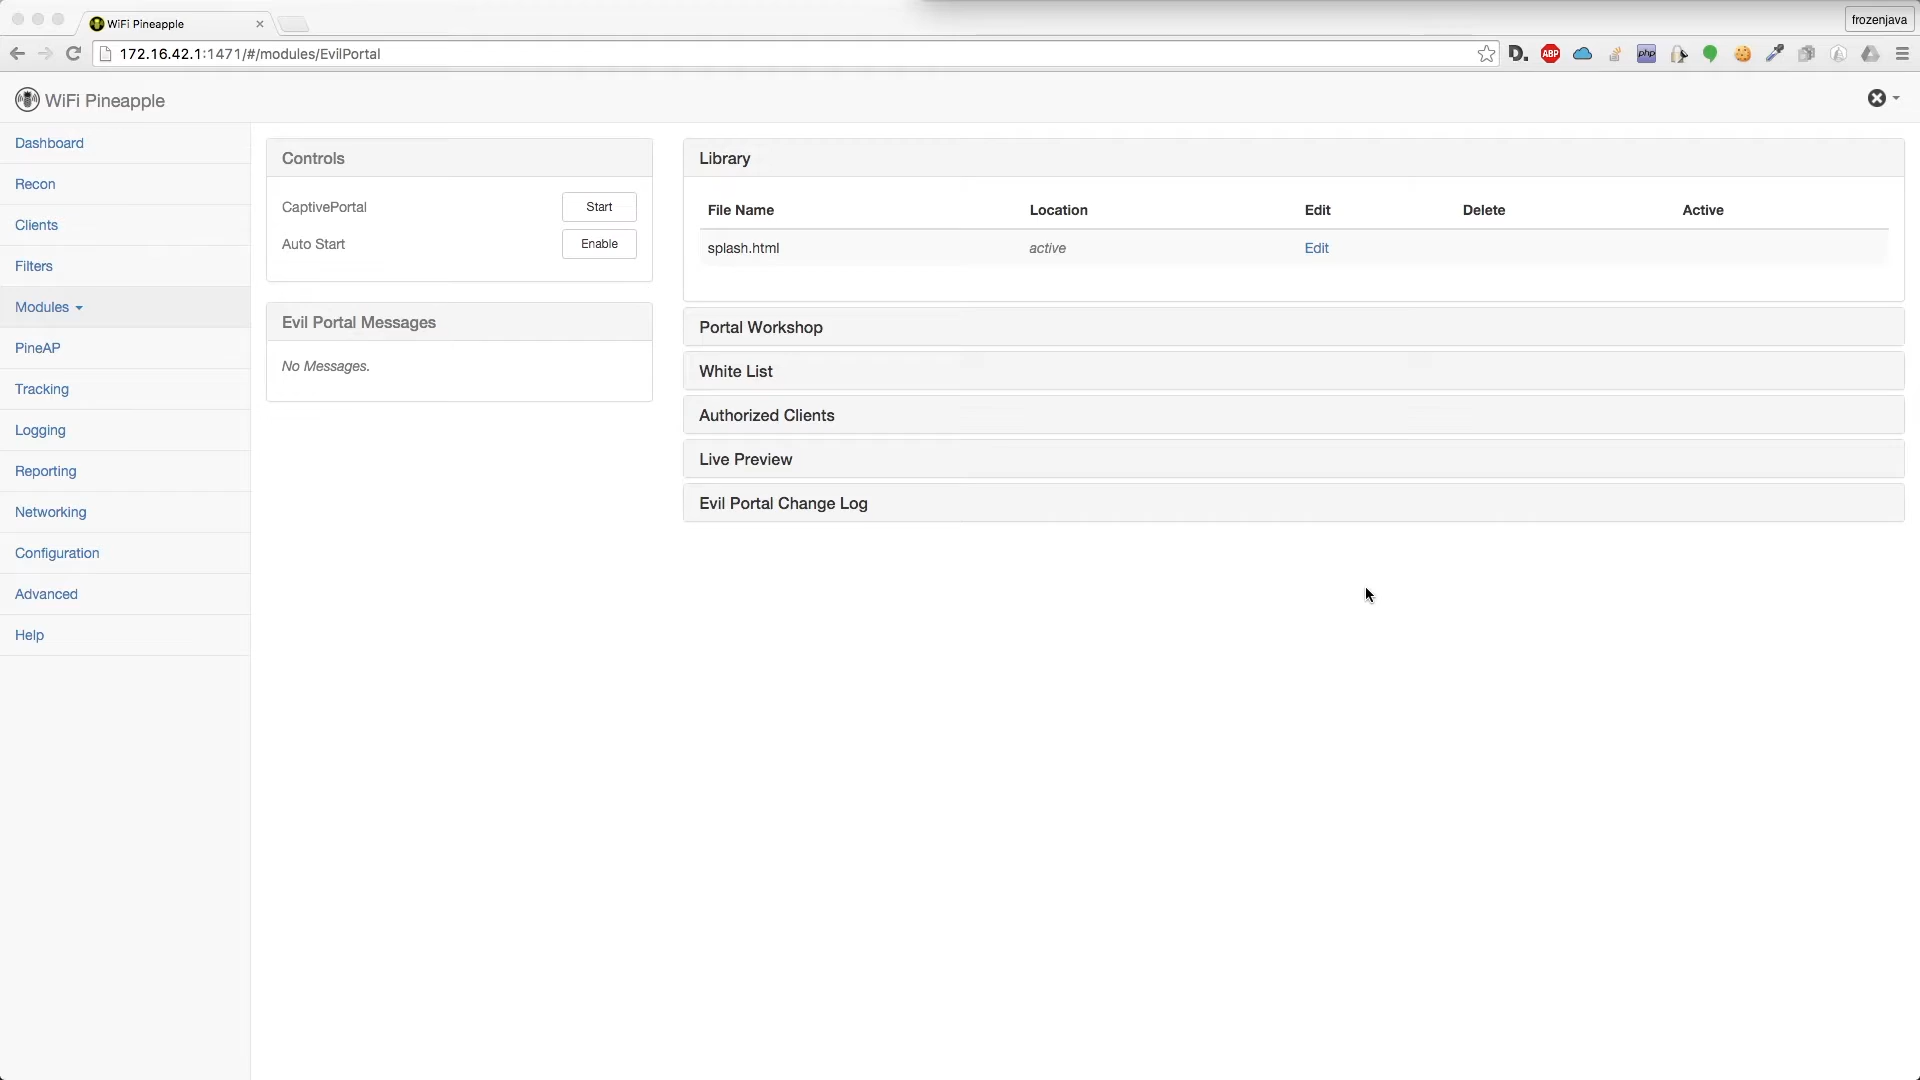 WiFi Pineapple
frozenjava
172.16.42.1:1471/#/modules/EvilPortal
D.
ABP
php
WiFi Pineapple
Dashboard
Recon
Clients
Filters
Modules
PineAP
Tracking
Logging
Reporting
Networking
Configuration
Advanced
Help
Controls
CaptivePortal Start
Auto Start Enable
Evil Portal Messages
No Messages.
Library
File Name Location Edit Delete Active
splash.html active Edit
Portal Workshop
White List
Authorized Clients
Live Preview
Evil Portal Change Log